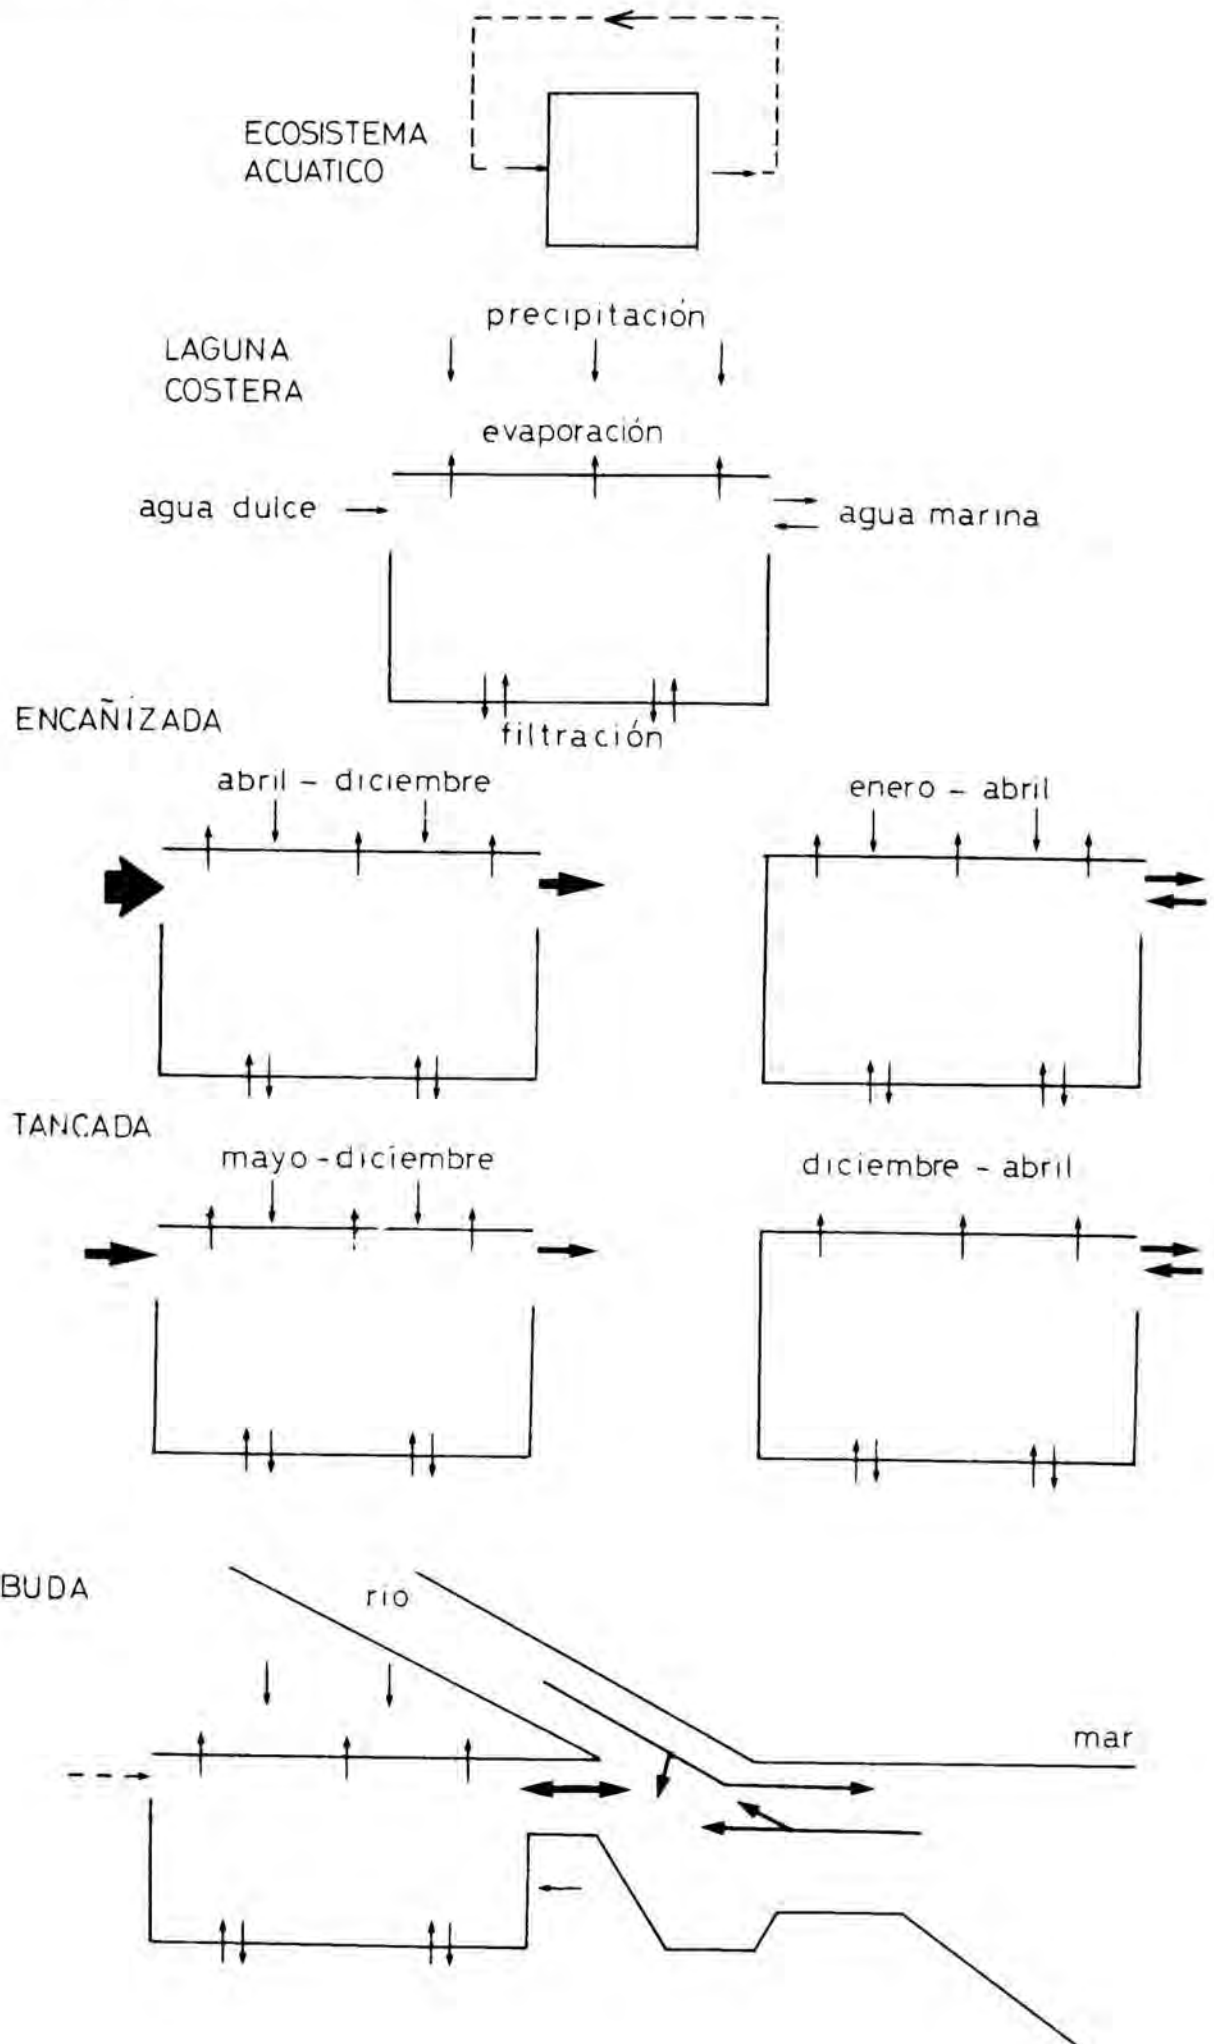 ECOSISTEMA
ACUATICO
precipitación
LAGUNA
COSTERA
evaporación
agua dulce
agua marina
filtración
ENCAÑIZADA
abril - diciembre
enero - abril
TANCADA
mayo - diciembre
diciembre - abril
BUDA
río
mar